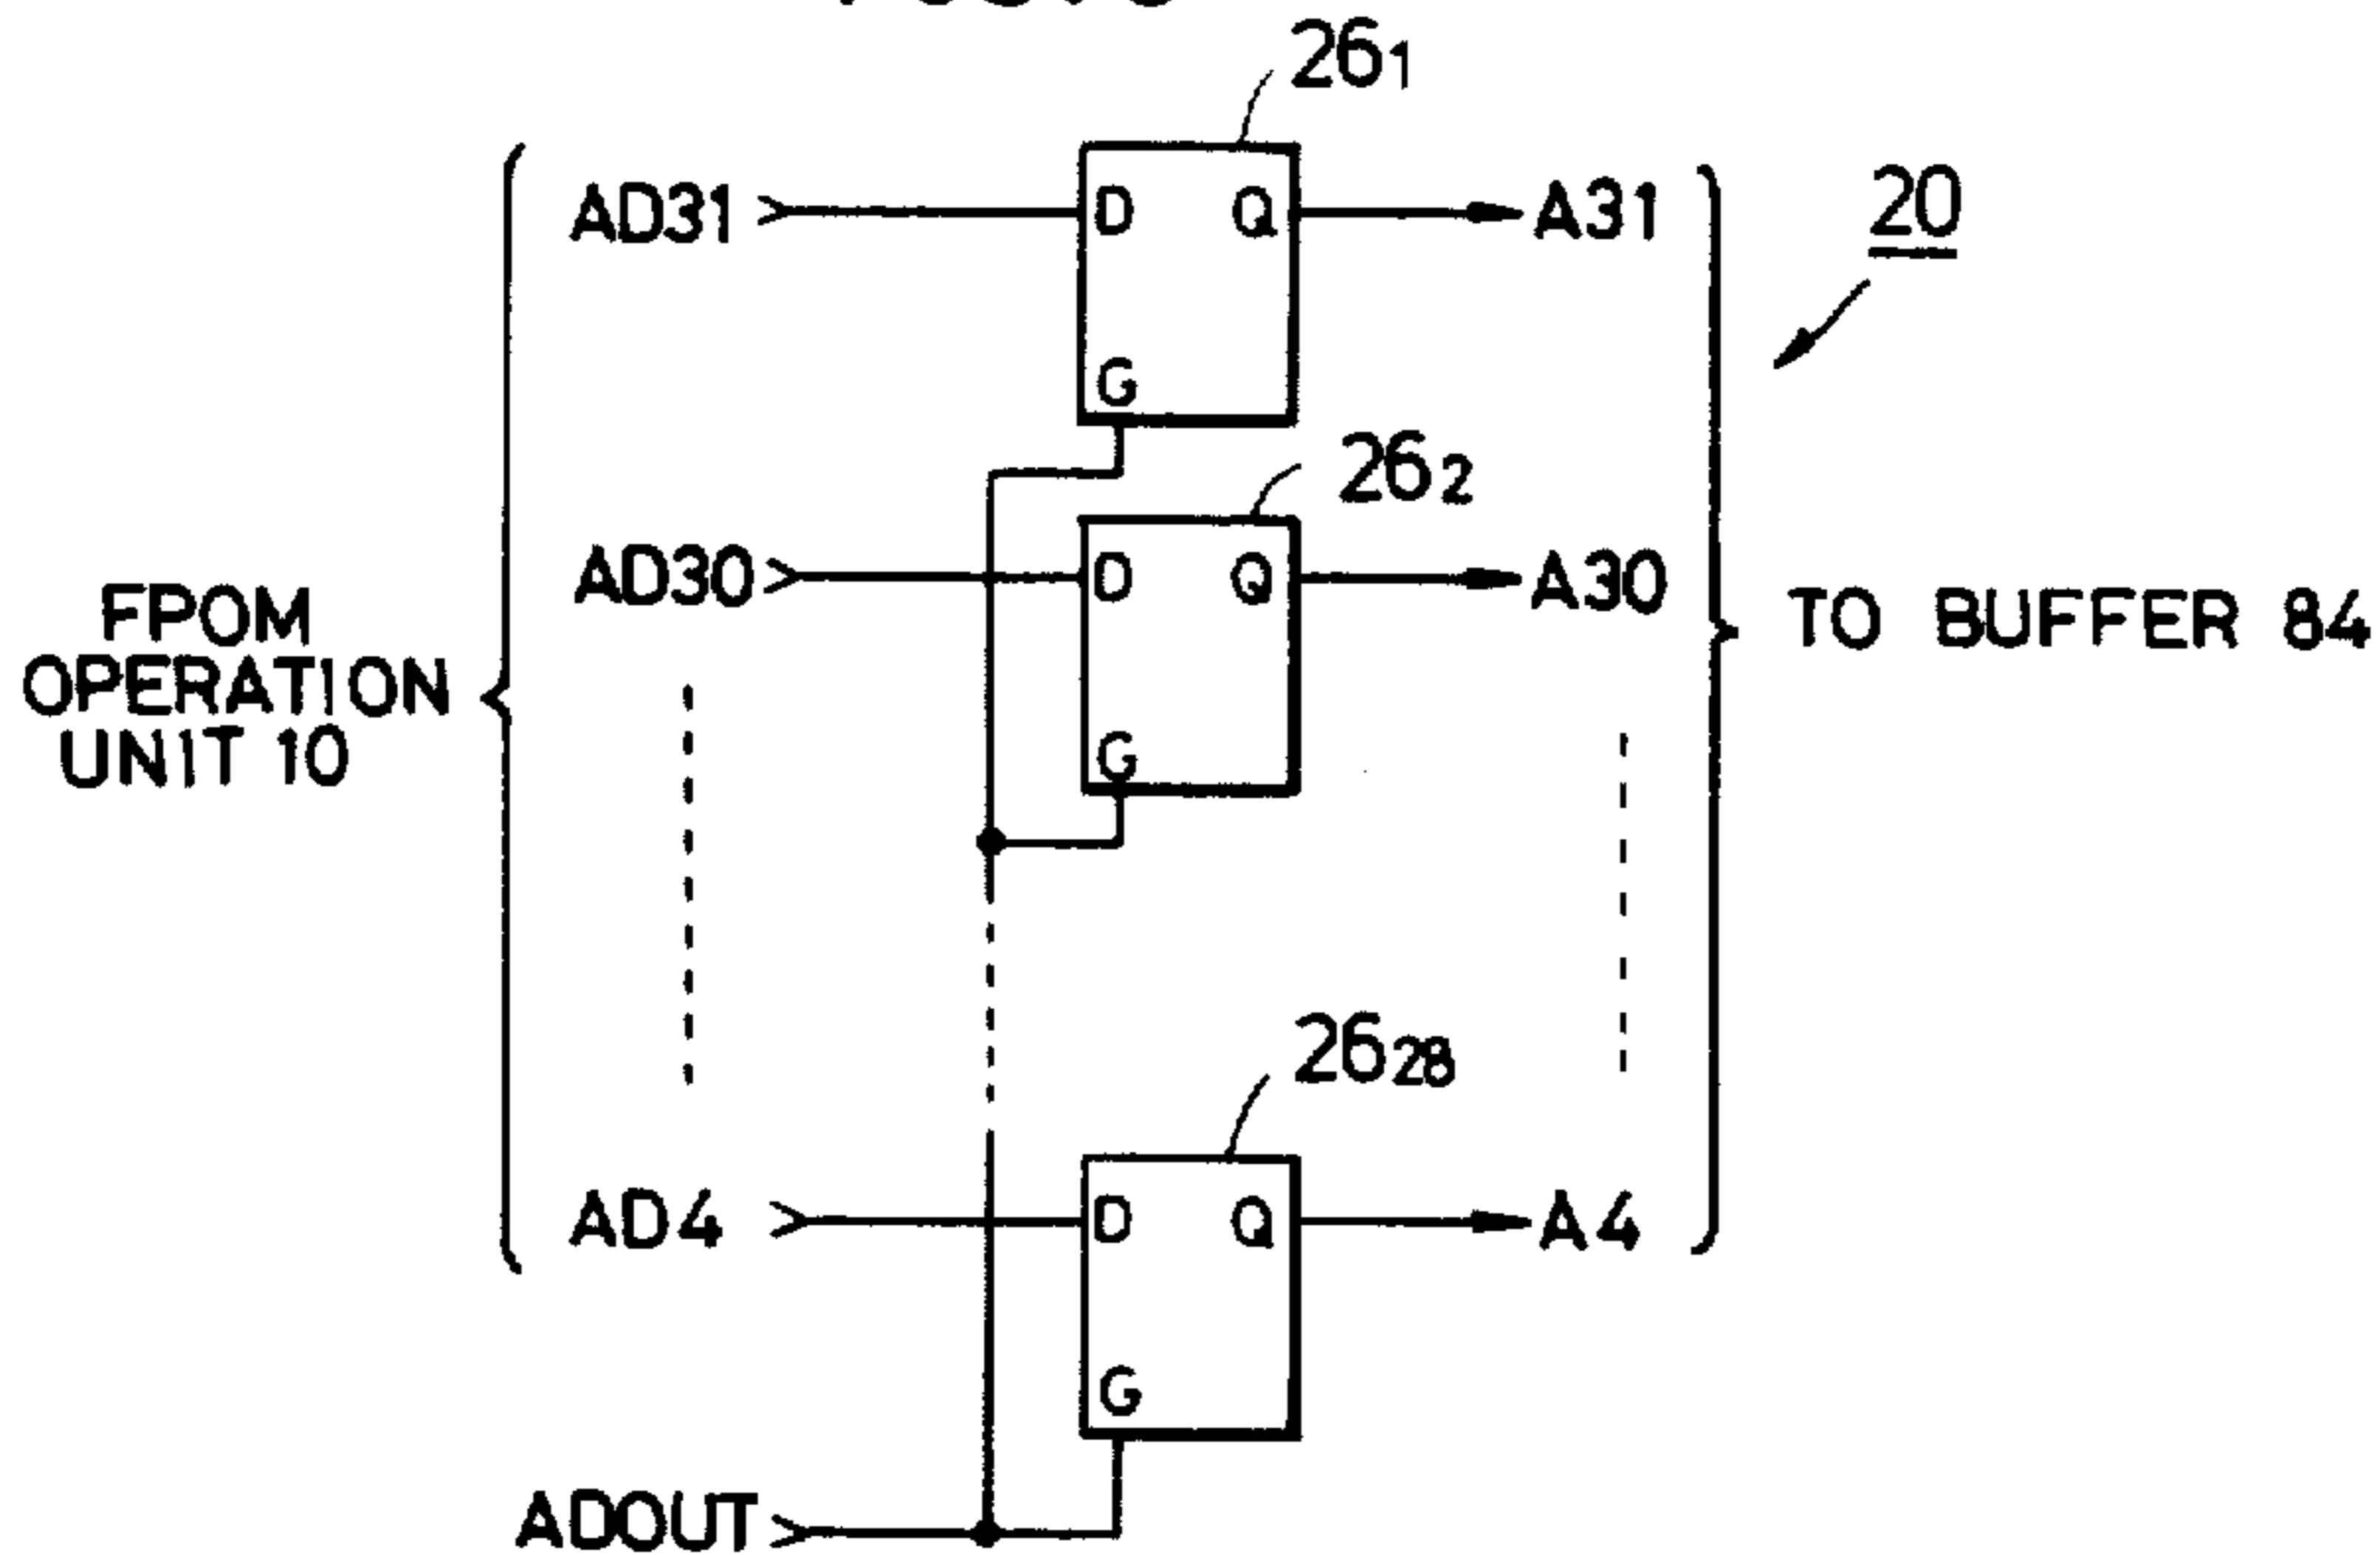 26₁
AD31 D Q A31
20
G
26₂
AD30 D Q A30
FPOM
OPERATION
UNIT 10
TO BUFFER 84
G
26₂₈
AD4 D Q A4
G
ADOUT